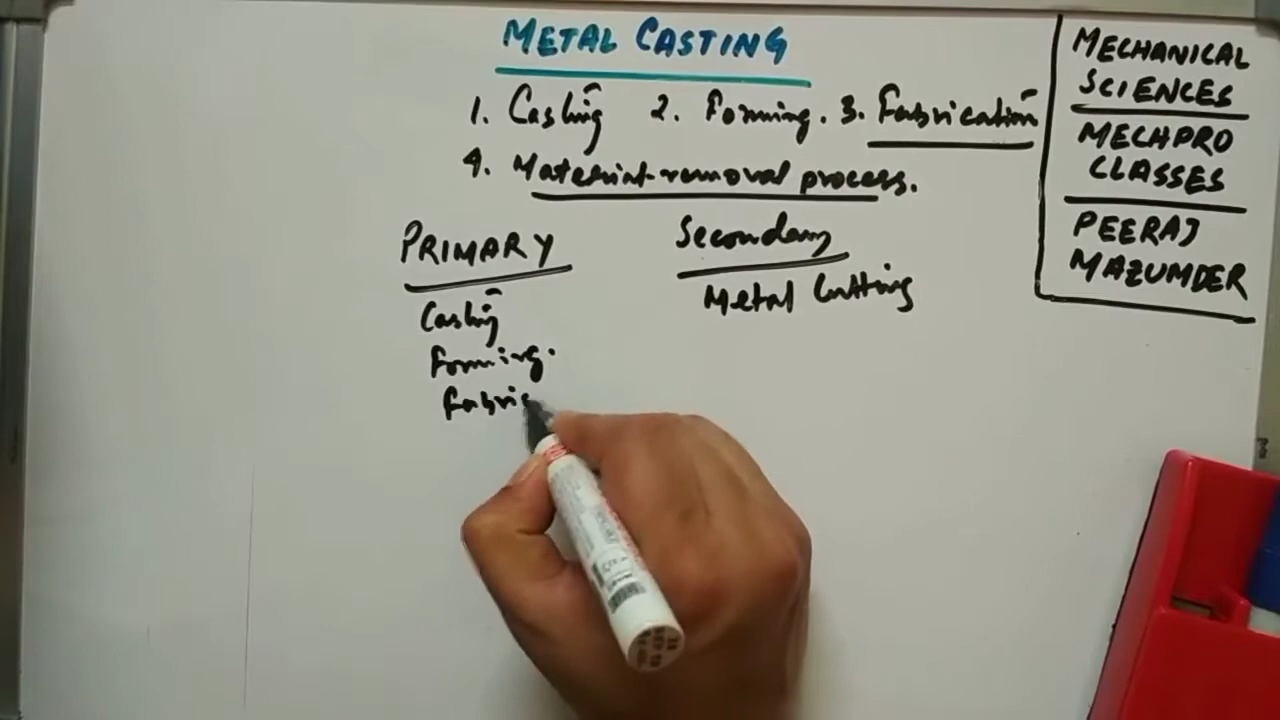 METAL CASTING
1. Casting 2. Forming. 3. Fabrication
4. Material removal process.
PRIMARY
Casting
Forming.
Fabric
Secondary
Metal Cutting
MECHANICAL
SCIENCES
MECHPRO
CLASSES
PEERAJ
MAZUMDER